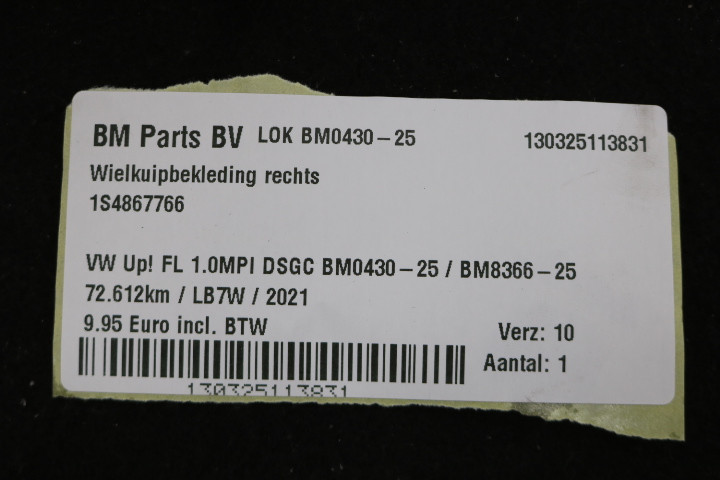 BM Parts BV LOK BM0430-25 130325113831
Wielkuipbekleding rechts
1S4867766
VW Up! FL 1.0MPI DSGC BM0430-25 / BM8366-25
72.612km / LB7W / 2021
9.95 Euro incl. BTW
Verz: 10
Aantal: 1
130325113831